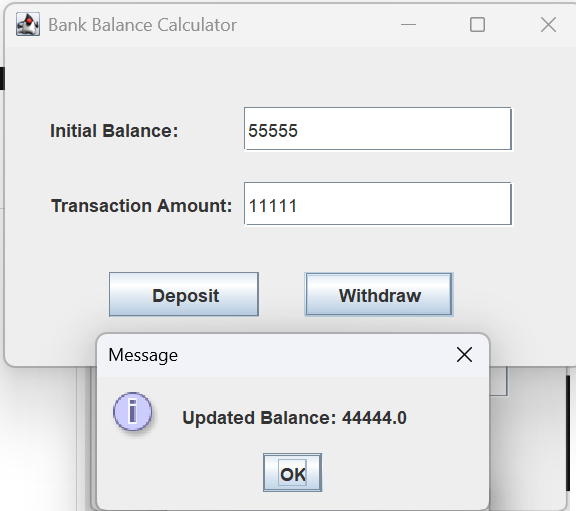 Bank Balance Calculator
Initial Balance: 55555
Transaction Amount: 11111
Deposit Withdraw
Message
Updated Balance: 44444.0
OK